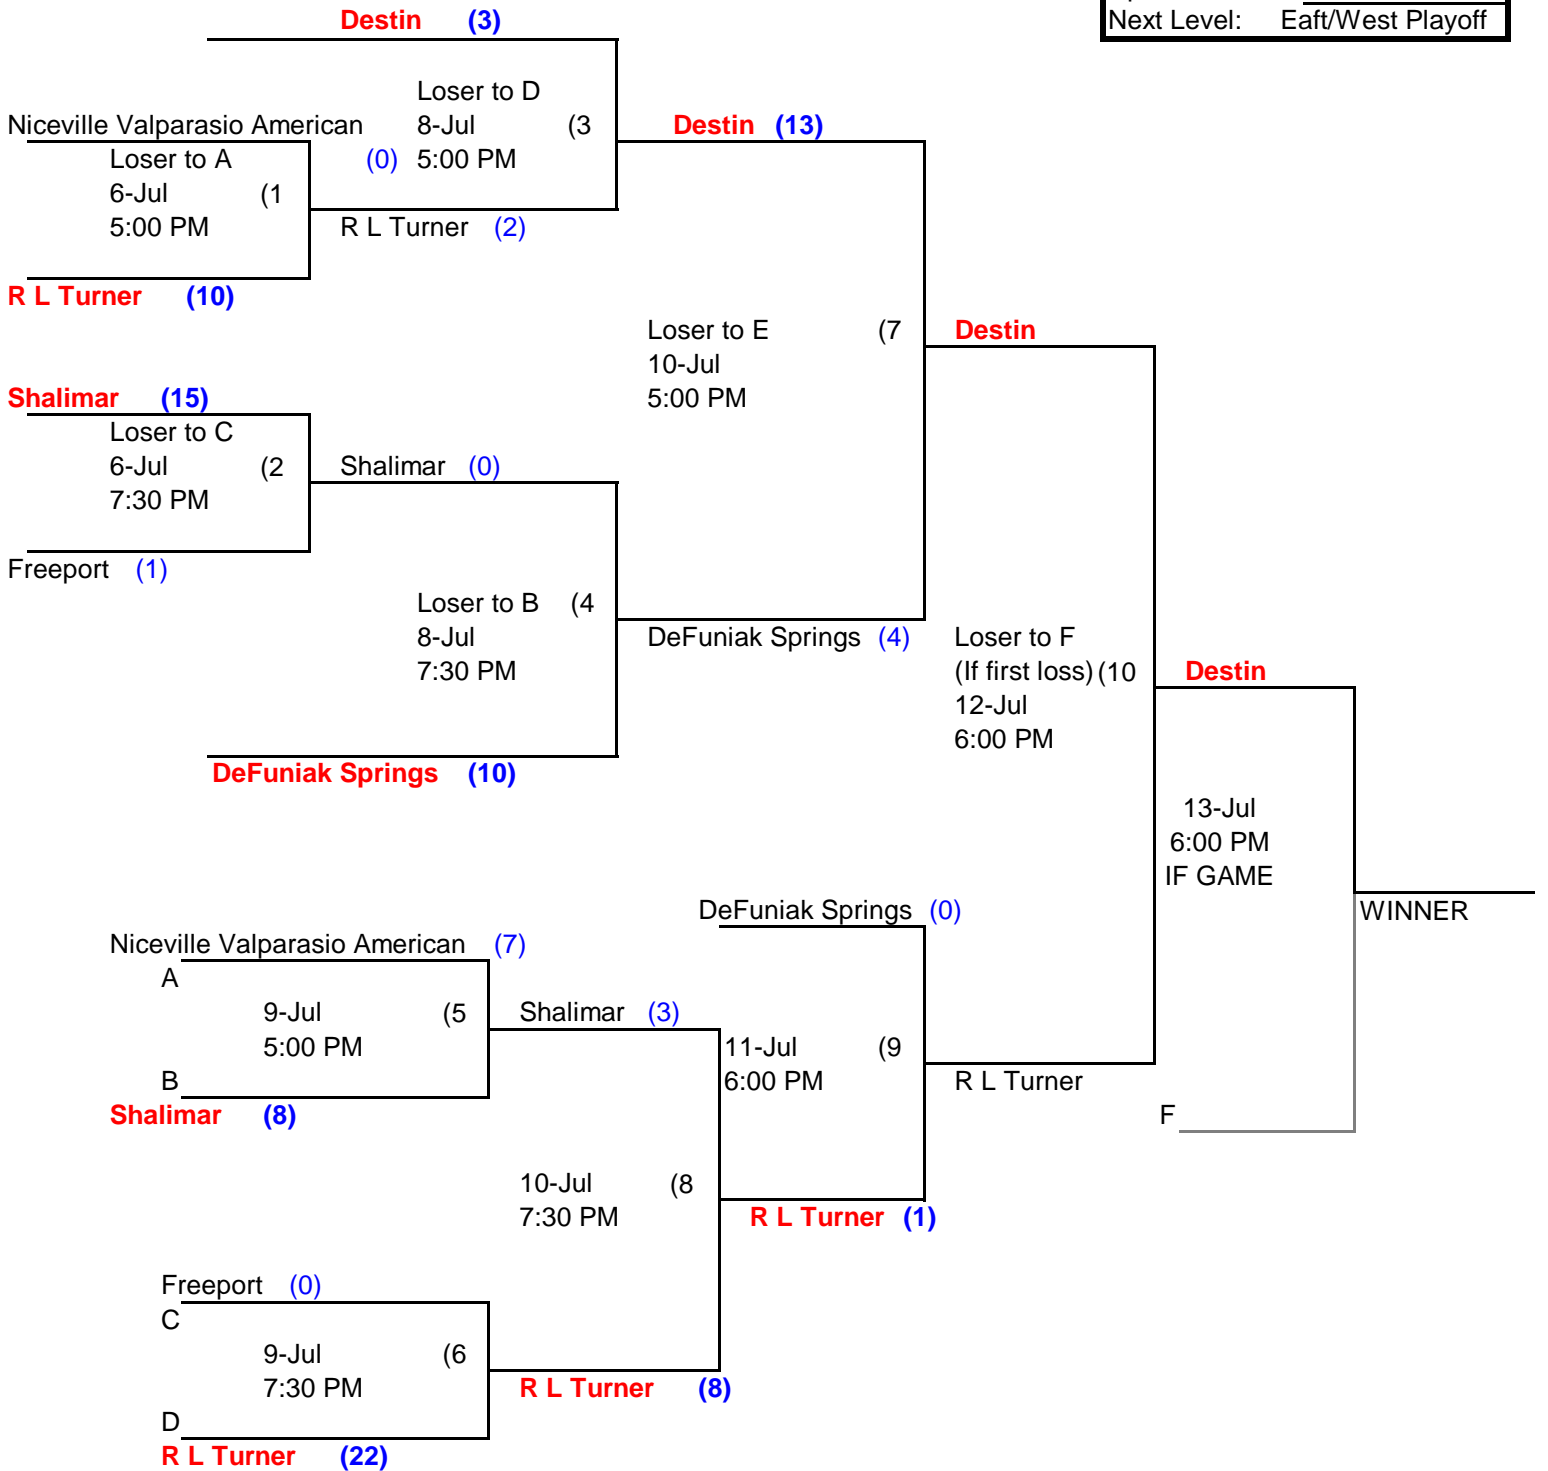 Destin (3)
Next Level: Eaft/West Playoff
Loser to D
Niceville Valparasio American (0) 8-Jul (3
Destin (13)
Loser to A 5:00 PM
6-Jul (1
5:00 PM
R L Turner (2)
R L Turner (10)
Loser to E (7
10-Jul
5:00 PM
Destin
Shalimar (15)
Loser to C
6-Jul (2
7:30 PM
Shalimar (0)
Freeport (1)
Loser to B (4
8-Jul
7:30 PM
DeFuniak Springs (4)
Loser to F
(If first loss) (10
12-Jul
6:00 PM
Destin
DeFuniak Springs (10)
13-Jul
6:00 PM
IF GAME
WINNER
DeFuniak Springs (0)
Niceville Valparasio American (7)
A
9-Jul (5
5:00 PM
Shalimar (3)
B
Shalimar (8)
11-Jul (9
6:00 PM
R L Turner
F
10-Jul (8
7:30 PM
R L Turner (1)
Freeport (0)
C
9-Jul (6
7:30 PM
R L Turner (8)
D
R L Turner (22)